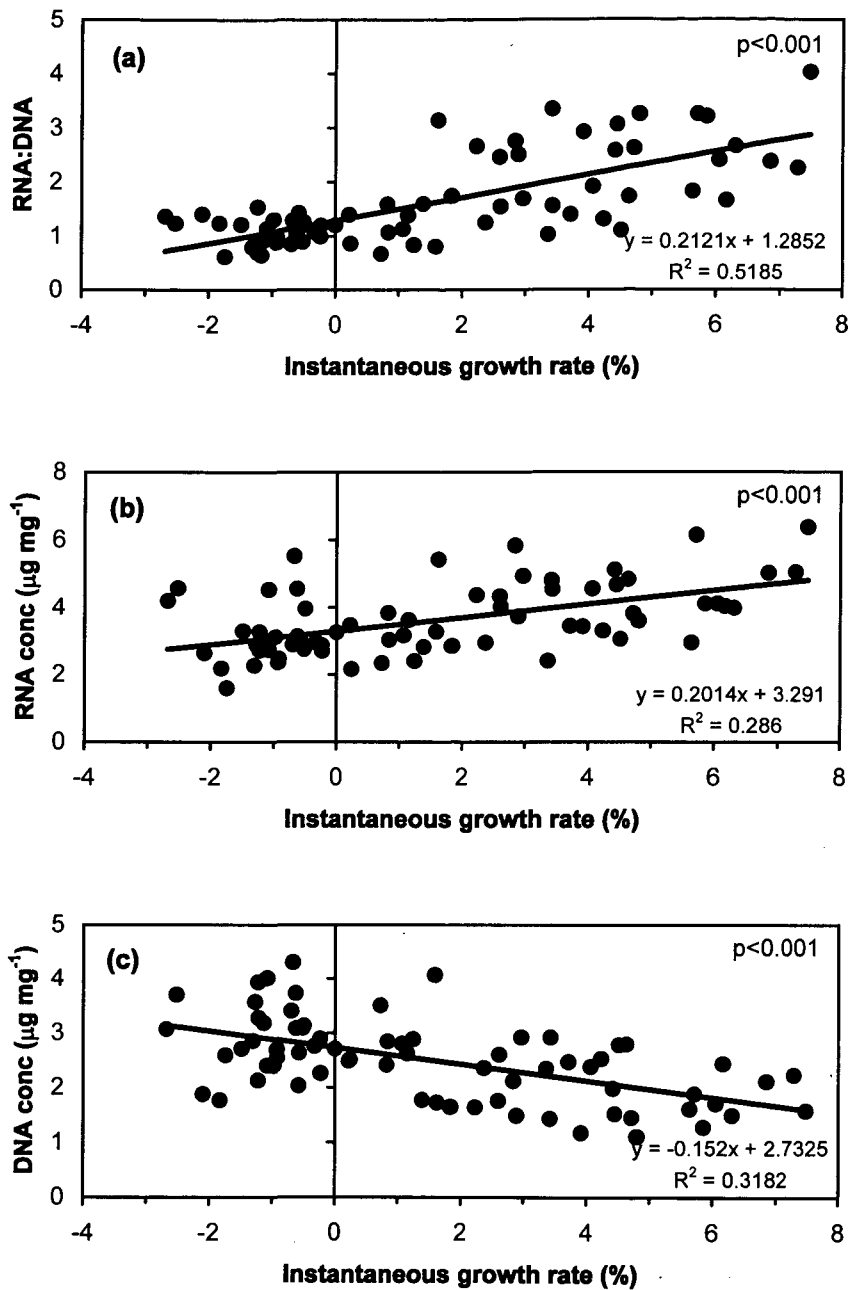 5
(a)
p<0.001
4
3
RNA:DNA
2
1
y = 0.2121x + 1.2852
R² = 0.5185
0
-4 -2 0 2 4 6 8
Instantaneous growth rate (%)
8
(b)
p<0.001
6
RNA conc (µg mg⁻¹)
4
2
y = 0.2014x + 3.291
R² = 0.286
0
-4 -2 0 2 4 6 8
Instantaneous growth rate (%)
5
(c)
p<0.001
4
3
DNA conc (µg mg⁻¹)
2
1
y = -0.152x + 2.7325
R² = 0.3182
0
-4 -2 0 2 4 6 8
Instantaneous growth rate (%)